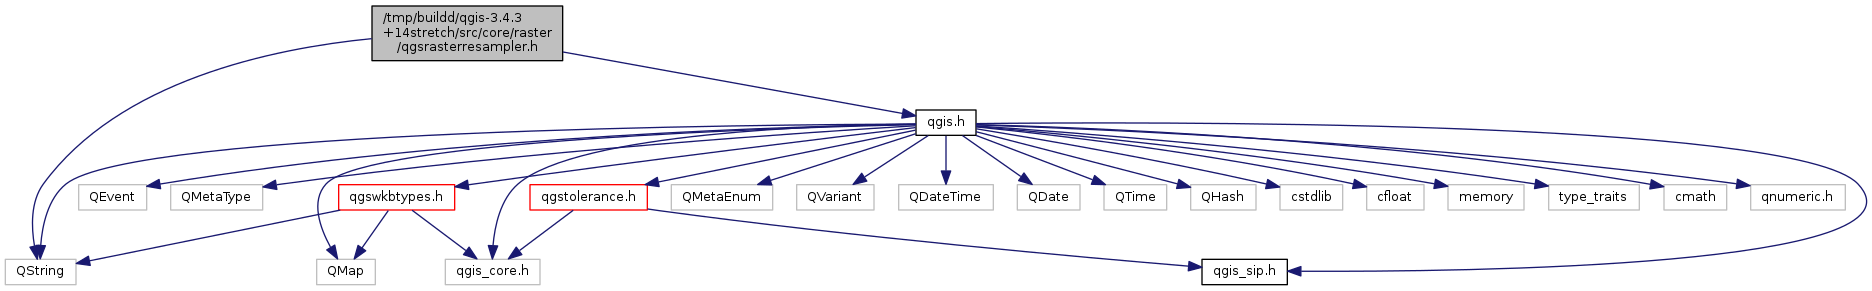 /tmp/buildd/qgis-3.4.3
+14stretch/src/core/raster
/qgsrasterresampler.h
qgis.h
QEvent
QMetaType
qgswkbtypes.h
qgstolerance.h
QMetaEnum
QVariant
QDateTime
QDate
QTime
QHash
cstdlib
cfloat
memory
type_traits
cmath
qnumeric.h
QString
QMap
qgis_core.h
qgis_sip.h